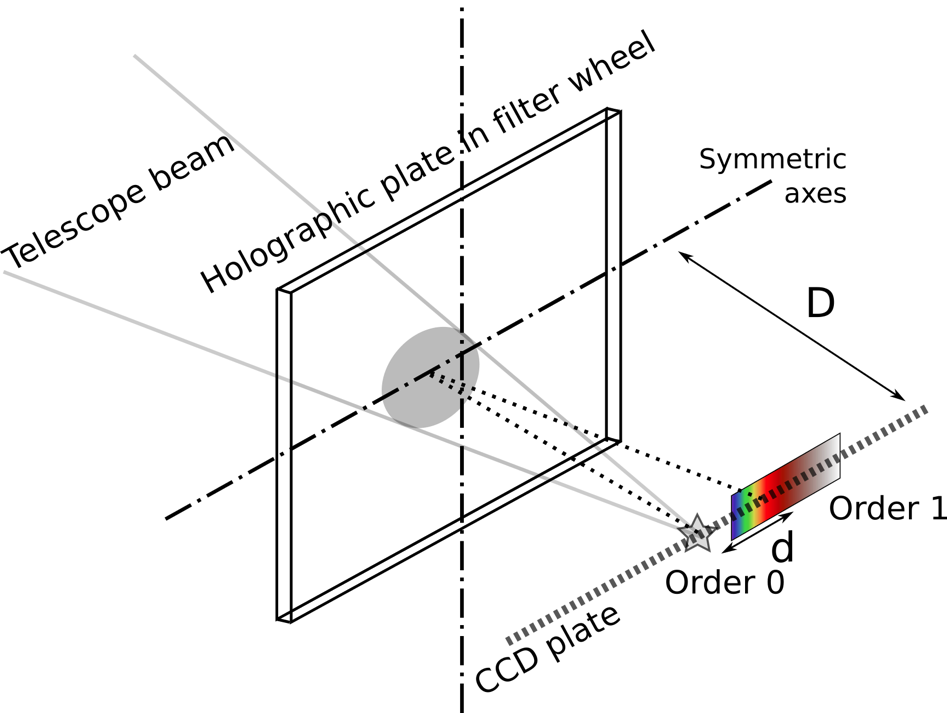 Holographic plate in filter wheel
Telescope beam
Symmetric
axes
D
Order 1
d
Order 0
CCD plate